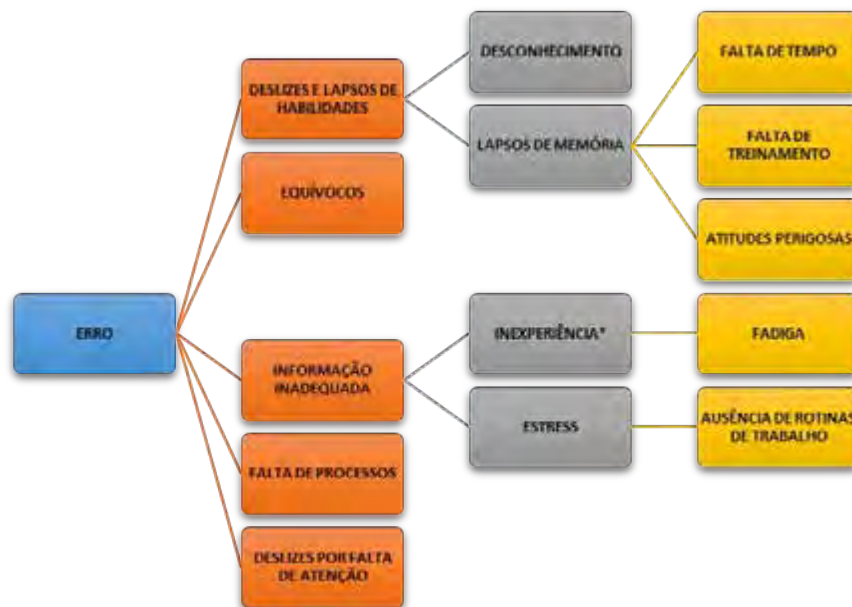 DESLIZES E LAPSOS DE
HABILIDADES
DESCONHECIMENTO
FALTA DE TEMPO
LAPSOS DE MEMÓRIA
FALTA DE
TREINAMENTO
EQUÍVOCOS
ATITUDES PERIGOSAS
ERRO
INFORMAÇÃO
INADEQUADA
INEXPERIÊNCIA*
FADIGA
ESTRESS
AUSÊNCIA DE ROTINAS
DE TRABALHO
FALTA DE PROCESSOS
DESLIZES POR FALTA
DE ATENÇÃO